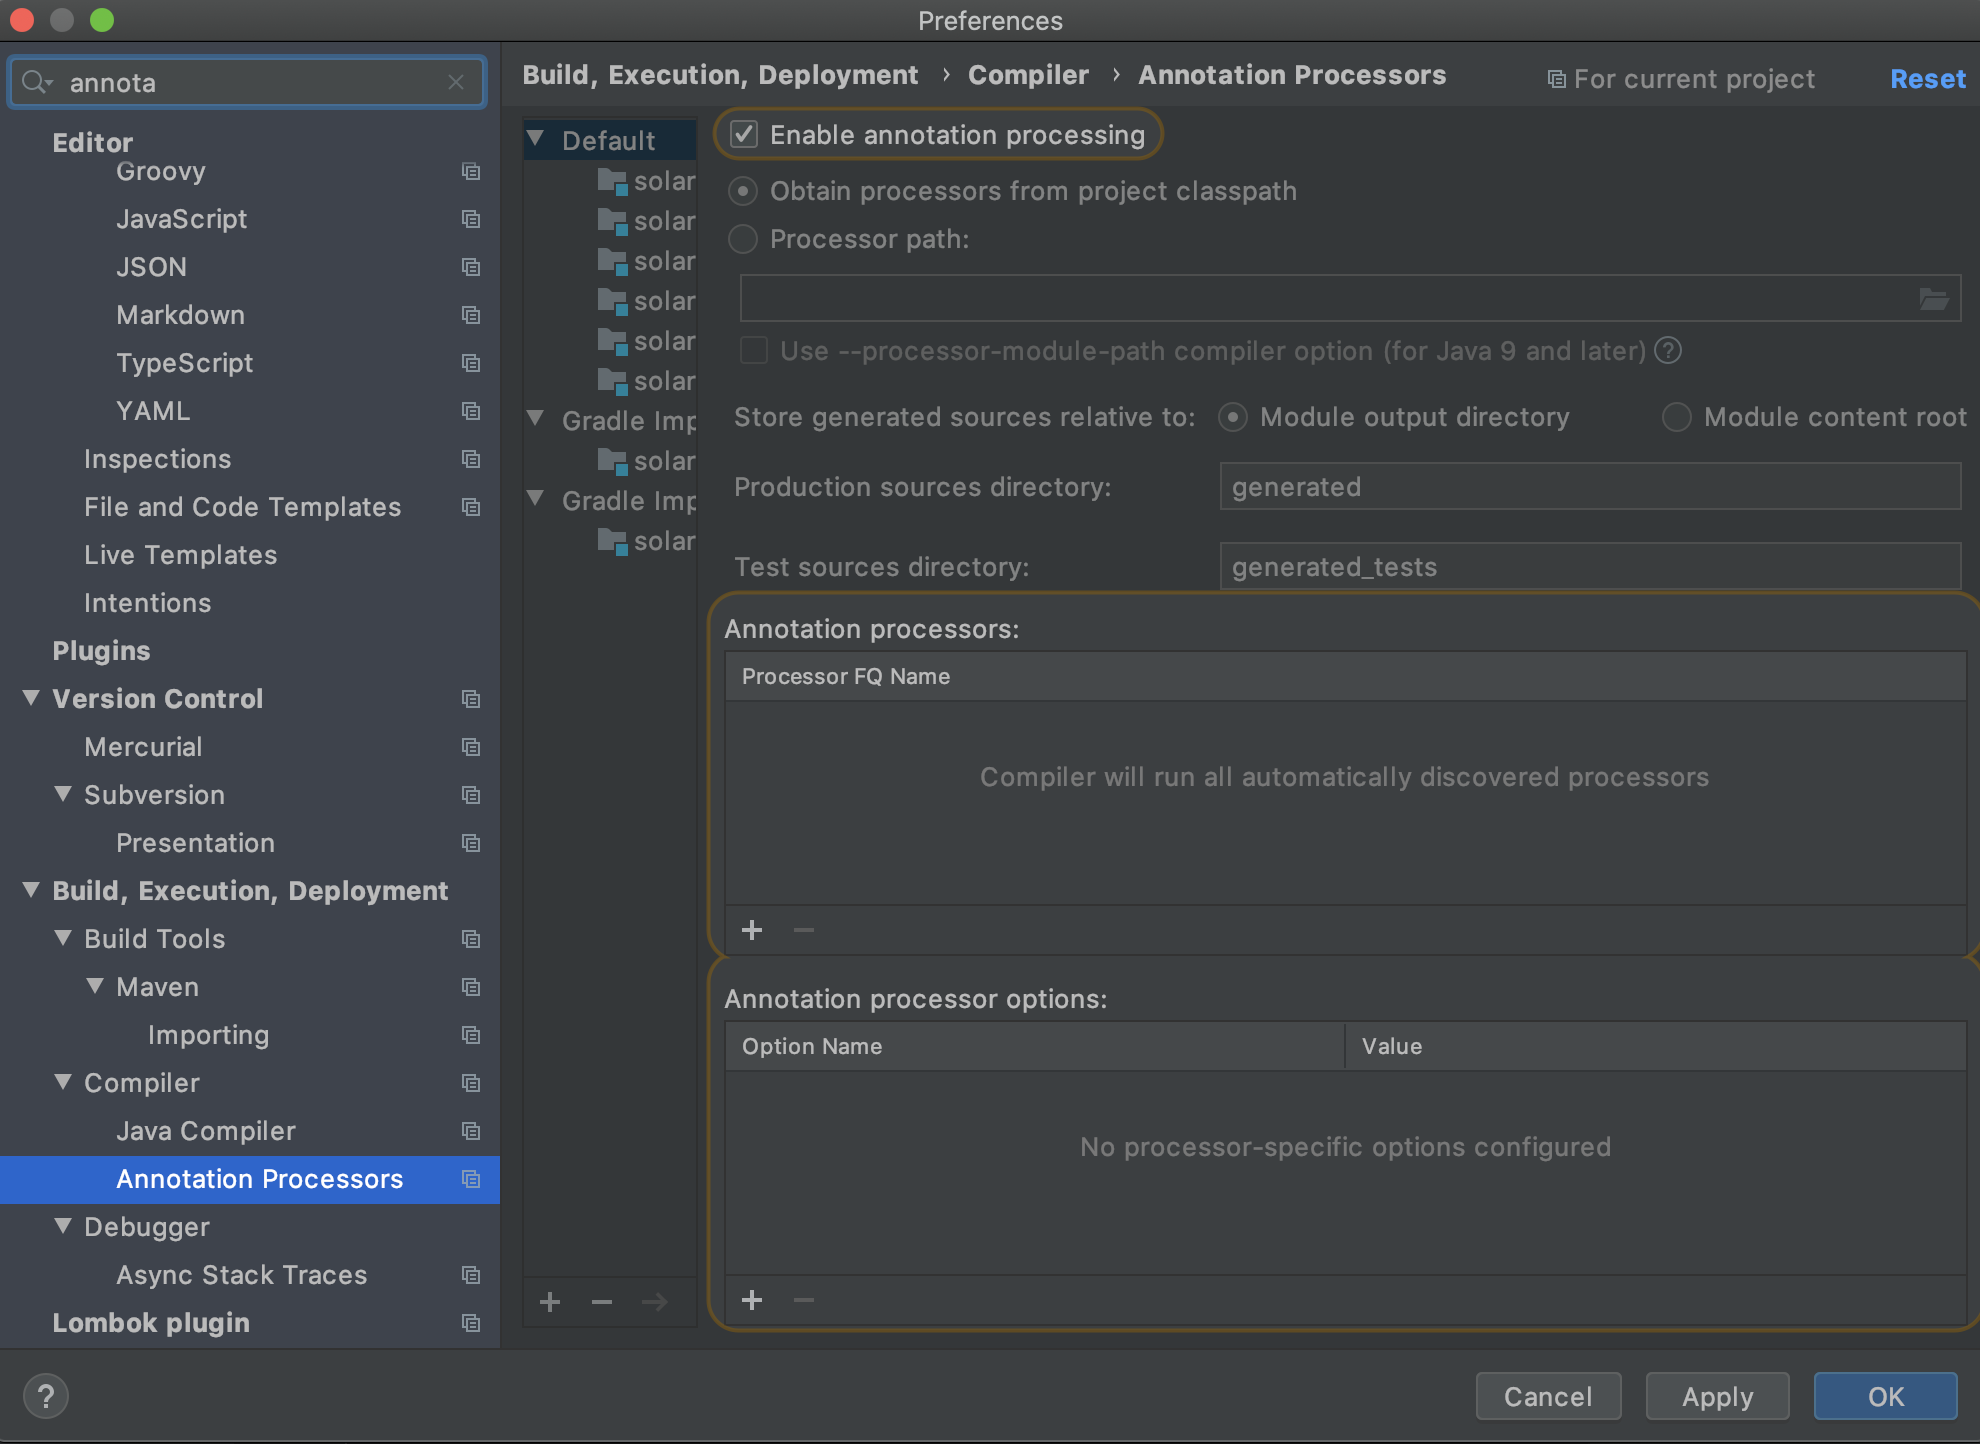 Preferences
annota
Editor
Groovy
JavaScript
JSON
Markdown
TypeScript
YAML
Inspections
File and Code Templates
Live Templates
Intentions
Plugins
Version Control
Mercurial
Subversion
Presentation
Build, Execution, Deployment
Build Tools
Maven
Importing
Compiler
Java Compiler
Annotation Processors
Debugger
Async Stack Traces
Lombok plugin
Build, Execution, Deployment › Compiler › Annotation Processors
For current project
Reset
Default
solar
solar
solar
solar
solar
solar
Gradle Imp
solar
Gradle Imp
solar
Enable annotation processing
Obtain processors from project classpath
Processor path:
Use --processor-module-path compiler option (for Java 9 and later) ?
Store generated sources relative to: Module output directory Module content root
Production sources directory: generated
Test sources directory: generated_tests
Annotation processors:
Processor FQ Name
Compiler will run all automatically discovered processors
+ −
Annotation processor options:
Option Name Value
No processor-specific options configured
+ −
+ − →
?
Cancel Apply OK